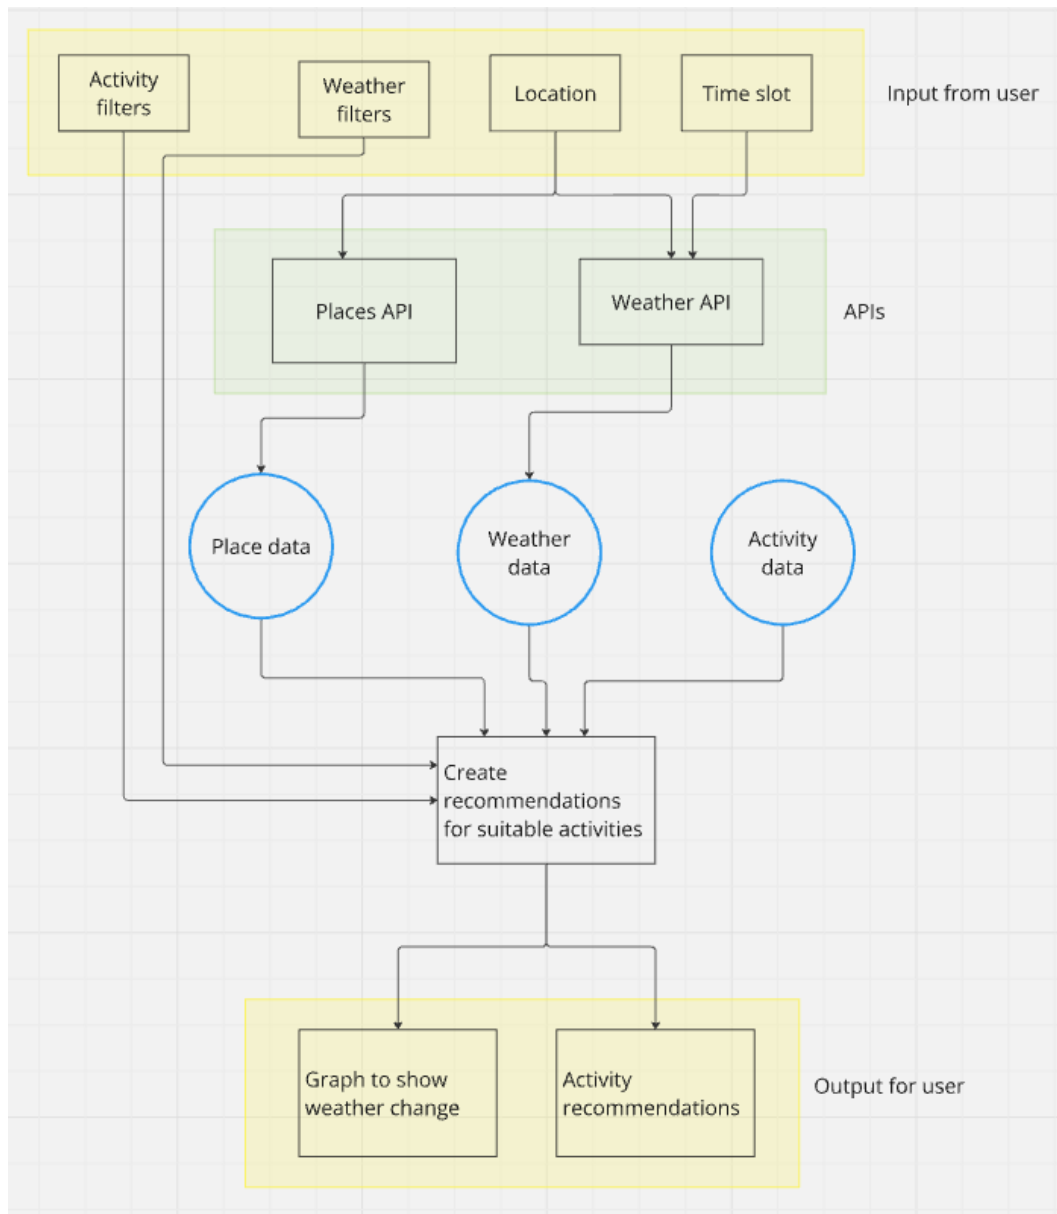 Activity
filters
Weather
filters
Location
Time slot
Input from user
Places API
Weather API
APIs
Place data
Weather
data
Activity
data
Create
recommendations
for suitable activities
Graph to show
weather change
Activity
recommendations
Output for user